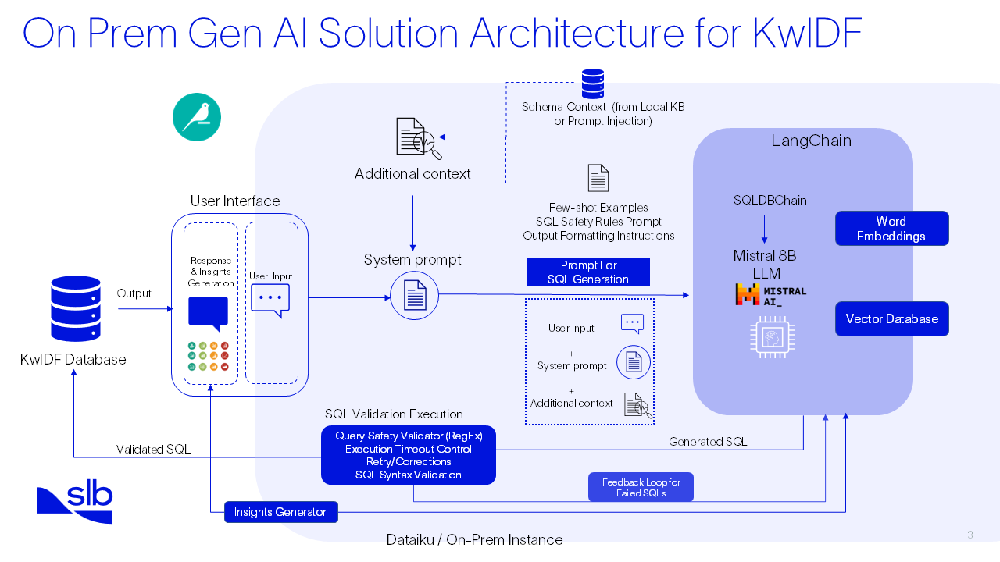 On Prem Gen AI Solution Architecture for KwIDF
Schema Context (from Local KB
or Prompt Injection)
LangChain
Additional context
User Interface
SQLDBChain
Few-shot Examples
SQL Safety Rules Prompt
Output Formatting Instructions
Word
Embeddings
System prompt
Mistral 8B
LLM
Response
& Insights
Generation
User Input
Prompt For
SQL Generation
Output
MISTRAL
AI_
Vector Database
User Input
+
System prompt
+
Additional context
KwIDF Database
SQL Validation Execution
Query Safety Validator (RegEx)
Execution Timeout Control
Retry/Corrections
SQL Syntax Validation
Validated SQL
Generated SQL
Feedback Loop for
Failed SQLs
slb
Insights Generator
Dataiku / On-Prem Instance
3